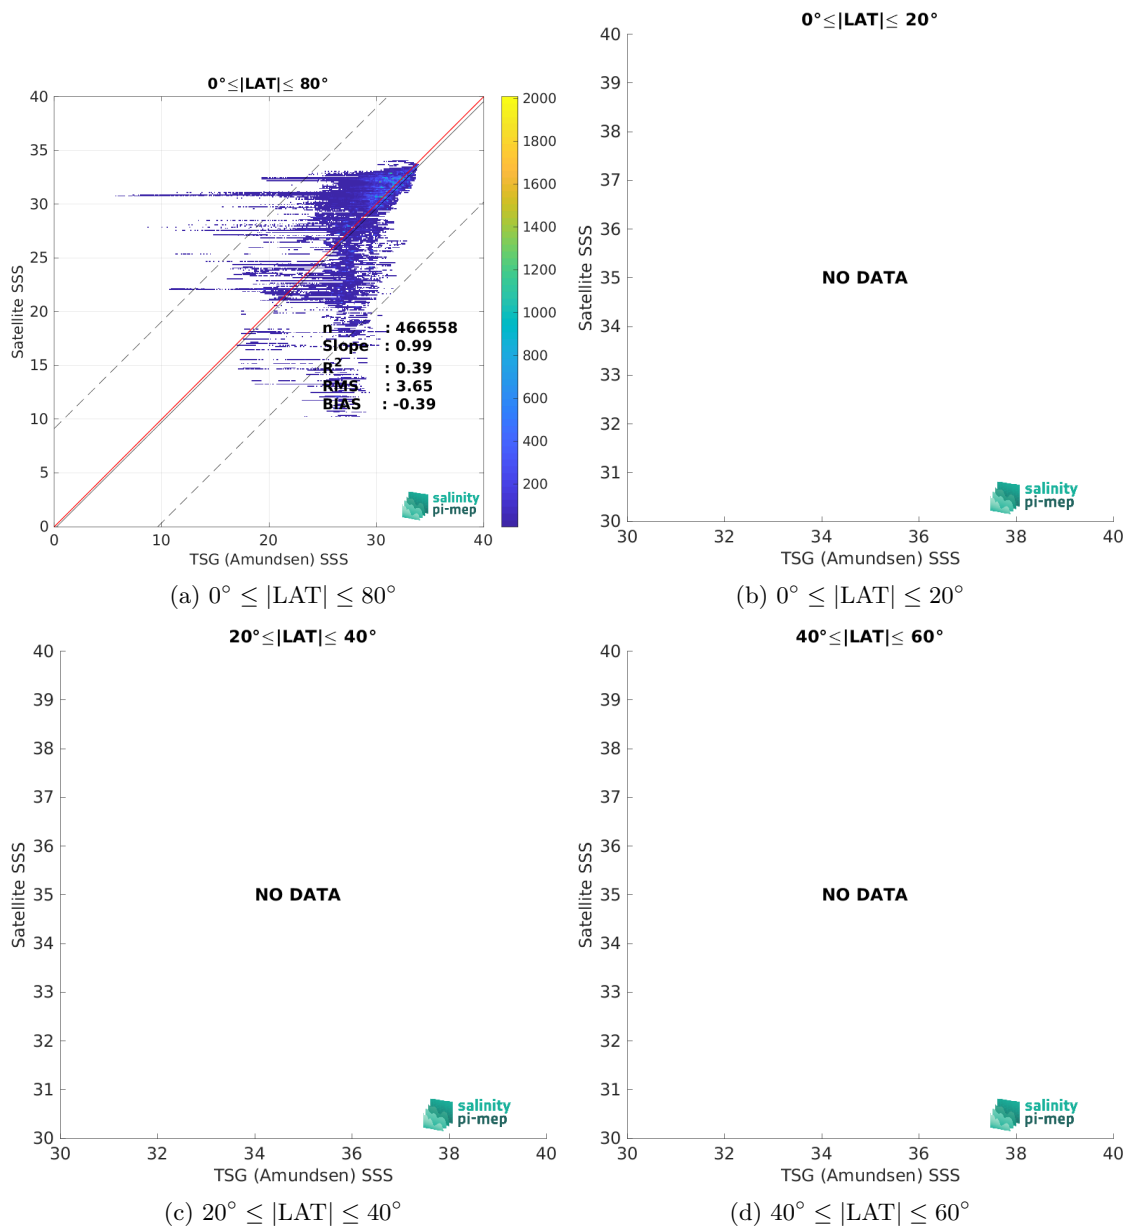 0°≤|LAT|≤ 80°
Satellite SSS
40
35
30
25
20
15
10
5
0
0 10 20 30 40
TSG (Amundsen) SSS
n : 466558
Slope : 0.99
R² : 0.39
RMS : 3.65
BIAS : -0.39
salinity
pi-mep
2000
1800
1600
1400
1200
1000
800
600
400
200
(a) 0° ≤ |LAT| ≤ 80°
0°≤|LAT|≤ 20°
Satellite SSS
40
39
38
37
36
35
34
33
32
31
30
NO DATA
salinity
pi-mep
30 32 34 36 38 40
TSG (Amundsen) SSS
(b) 0° ≤ |LAT| ≤ 20°
20°≤|LAT|≤ 40°
Satellite SSS
40
39
38
37
36
35
34
33
32
31
30
NO DATA
salinity
pi-mep
30 32 34 36 38 40
TSG (Amundsen) SSS
(c) 20° ≤ |LAT| ≤ 40°
40°≤|LAT|≤ 60°
Satellite SSS
40
39
38
37
36
35
34
33
32
31
30
NO DATA
salinity
pi-mep
30 32 34 36 38 40
TSG (Amundsen) SSS
(d) 40° ≤ |LAT| ≤ 60°